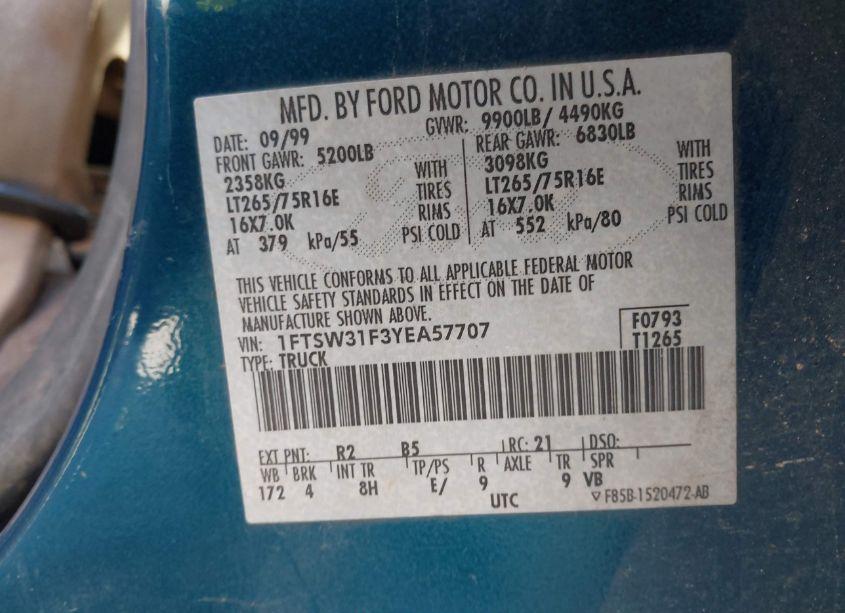 MFD. BY FORD MOTOR CO. IN U.S.A.
DATE: 09/99 GVWR: 9900LB/ 4490KG
FRONT GAWR: 5200LB REAR GAWR: 6830LB
2358KG WITH 3098KG WITH
LT265/75R16E TIRES LT265/75R16E TIRES
16X7.0K RIMS 16X7.0K RIMS
AT 379 kPa/55 PSI COLD AT 552 kPa/80 PSI COLD
THIS VEHICLE CONFORMS TO ALL APPLICABLE FEDERAL MOTOR
VEHICLE SAFETY STANDARDS IN EFFECT ON THE DATE OF
MANUFACTURE SHOWN ABOVE.
VIN: 1FTSW31F3YEA57707 F0793
TYPE: TRUCK T1265
EXT PNT: R2 B5 RC: 21 DSO:
WB BRK INT TR TP/PS R AXLE TR SPR
172 4 8H E/ 9 9 VB
UTC F85B-1520472-AB